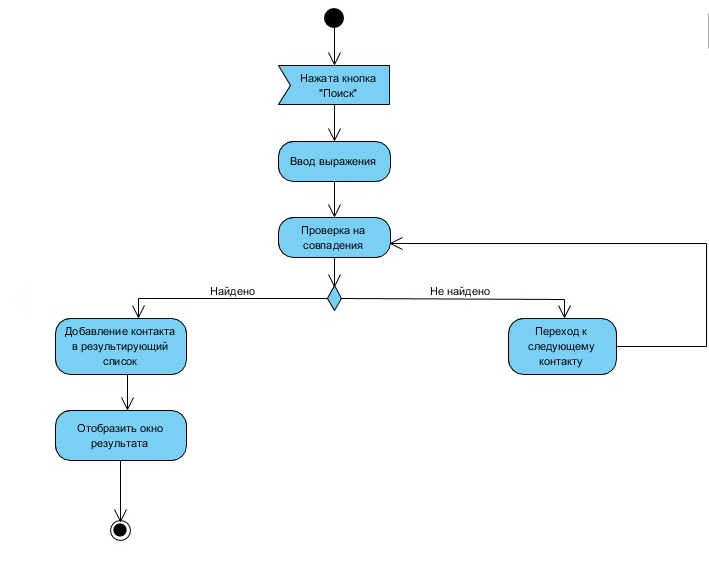 Нажата кнопка
"Поиск"
Ввод выражения
Проверка на
совпадения
Найдено
Не найдено
Добавление контакта
в результирующий
список
Переход к
следующему
контакту
Отобразить окно
результата